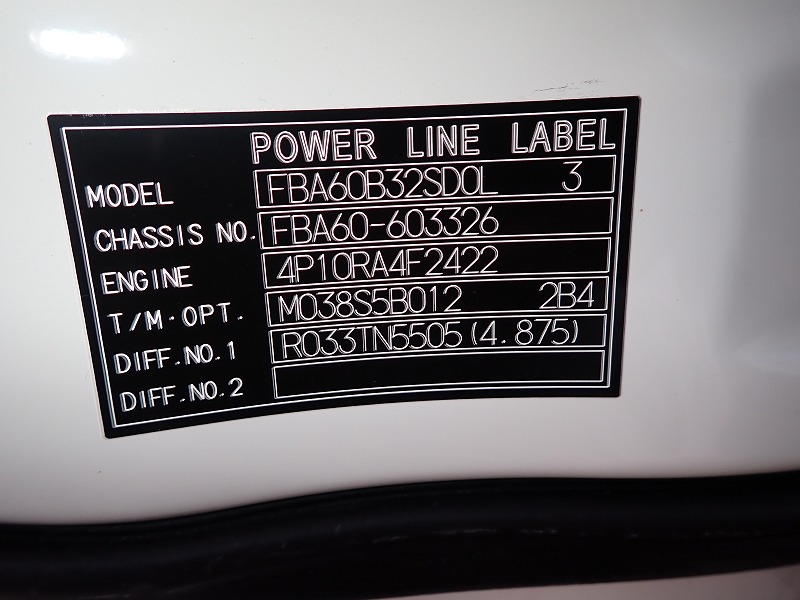 POWER LINE LABEL
MODEL FBA60B32SD0L 3
CHASSIS NO. FBA60-603326
ENGINE 4P10RA4F2422
T/M·OPT. M038S5B012 2B4
DIFF.NO.1 R033TN5505(4.875)
DIFF.NO.2